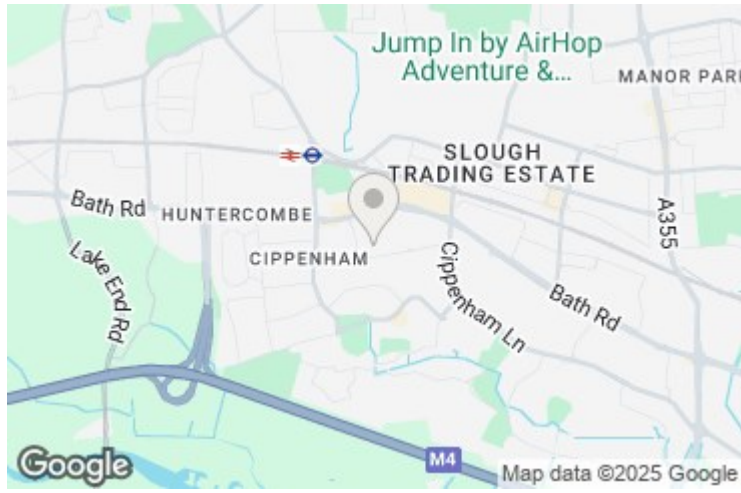 Jump In by AirHop
Adventure &...
MANOR PAR
SLOUGH
TRADING ESTATE
Bath Rd
HUNTERCOMBE
A355
CIPPENHAM
Lake End Rd
Cippenham Ln
Bath Rd
M4
Google
Map data ©2025 Google